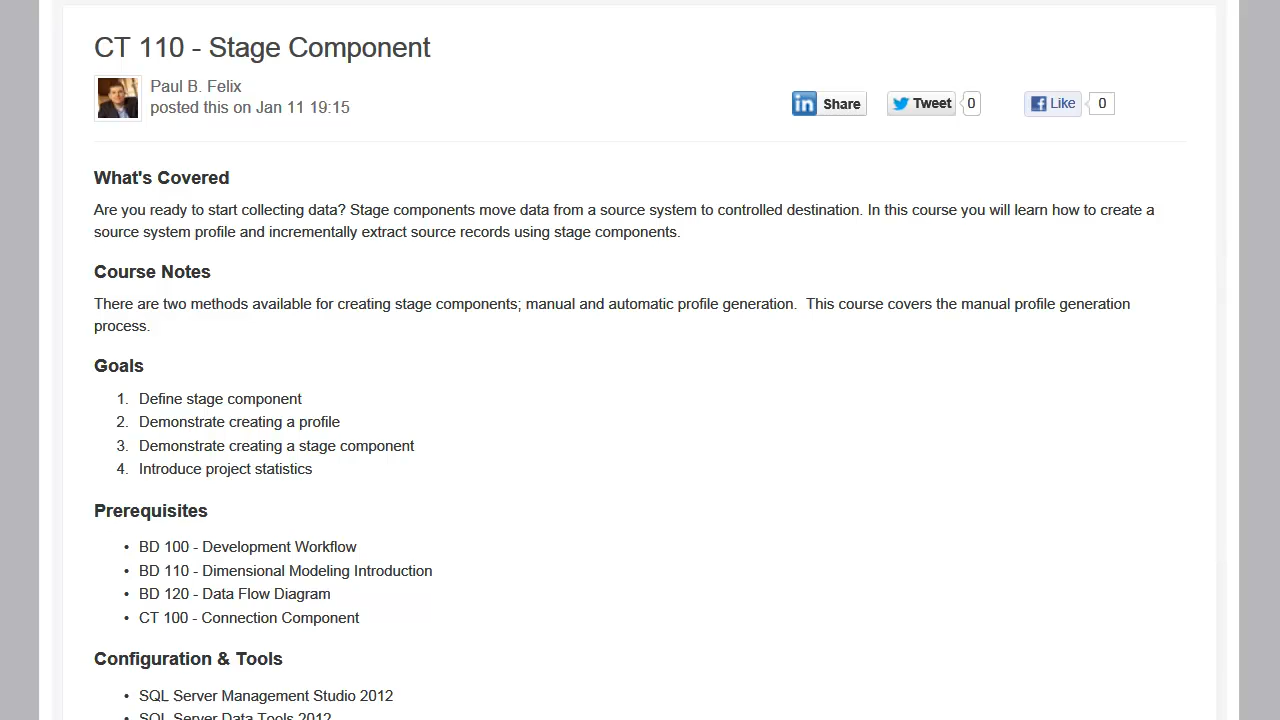 CT 110 - Stage Component
Paul B. Felix
posted this on Jan 11 19:15
in Share Tweet 0 Like 0
What's Covered
Are you ready to start collecting data? Stage components move data from a source system to controlled destination. In this course you will learn how to create a
source system profile and incrementally extract source records using stage components.
Course Notes
There are two methods available for creating stage components; manual and automatic profile generation.  This course covers the manual profile generation
process.
Goals
1. Define stage component
2. Demonstrate creating a profile
3. Demonstrate creating a stage component
4. Introduce project statistics
Prerequisites
• BD 100 - Development Workflow
• BD 110 - Dimensional Modeling Introduction
• BD 120 - Data Flow Diagram
• CT 100 - Connection Component
Configuration & Tools
• SQL Server Management Studio 2012
• SQL Server Data Tools 2012